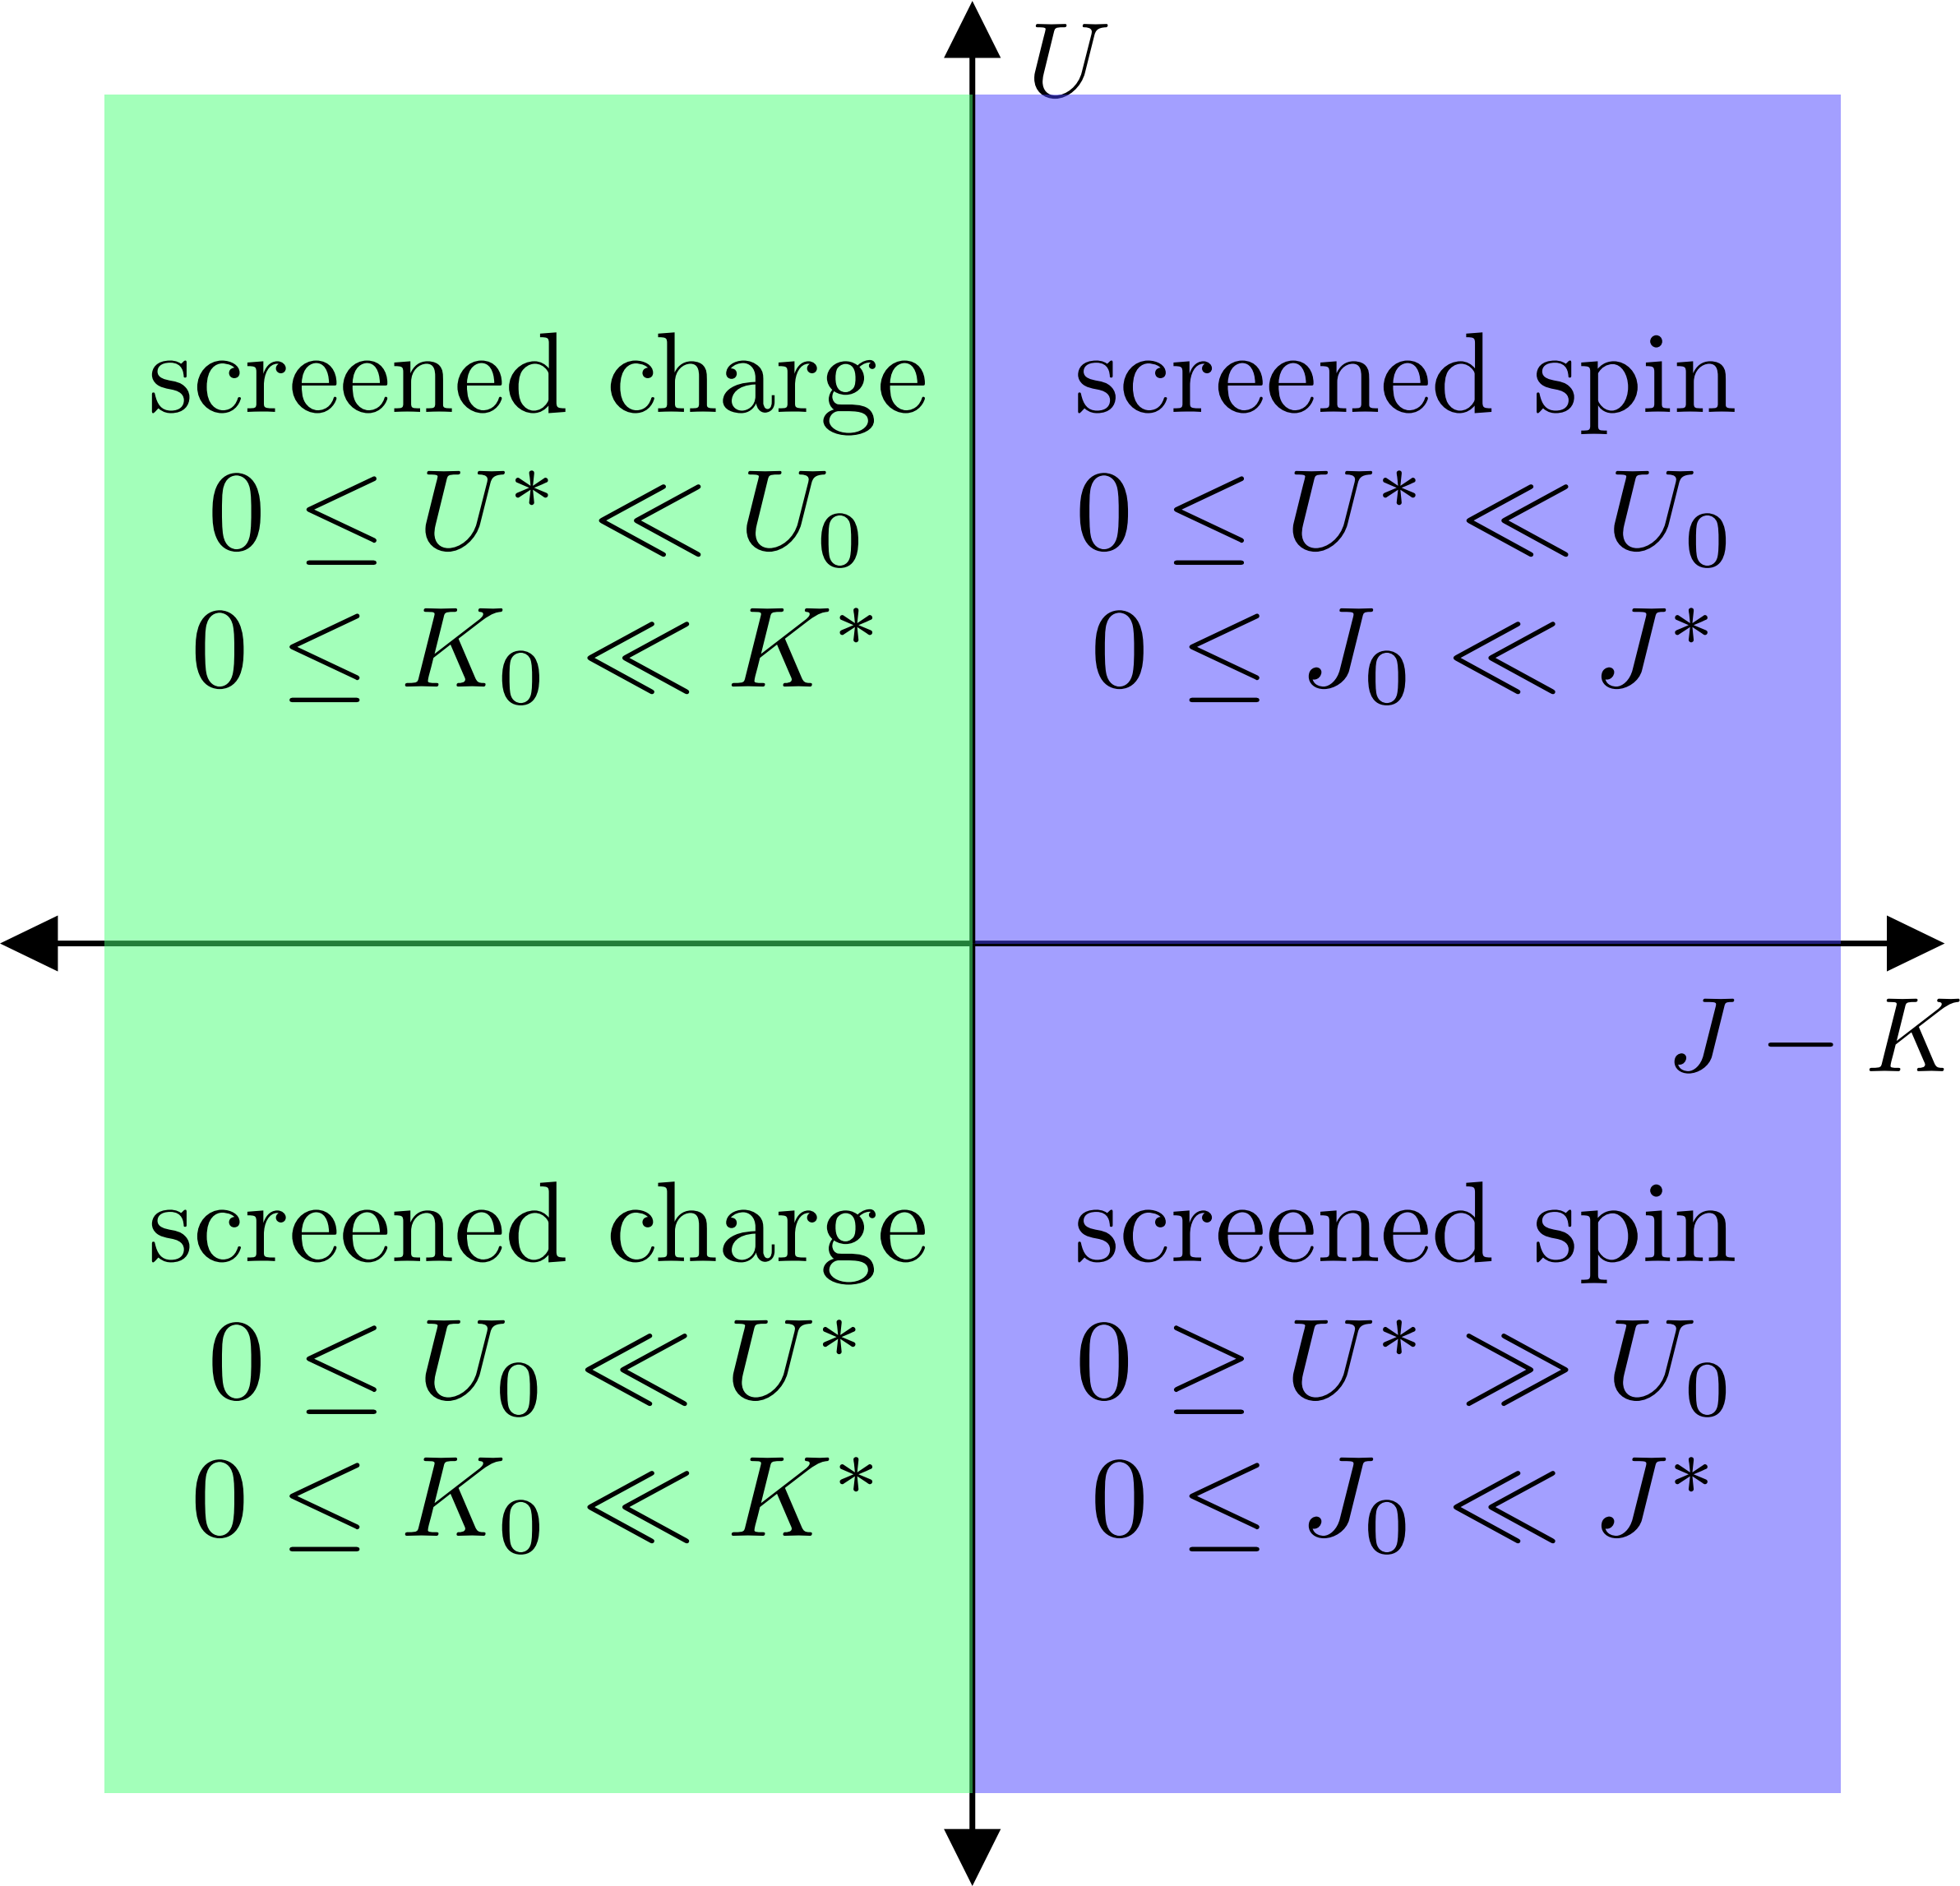 U
screened charge
0 ≤ U* ≪ U₀
0 ≤ K₀ ≪ K*
screened spin
0 ≤ U* ≪ U₀
0 ≤ J₀ ≪ J*
J − K
screened charge
0 ≤ U₀ ≪ U*
0 ≤ K₀ ≪ K*
screened spin
0 ≥ U* ≫ U₀
0 ≤ J₀ ≪ J*